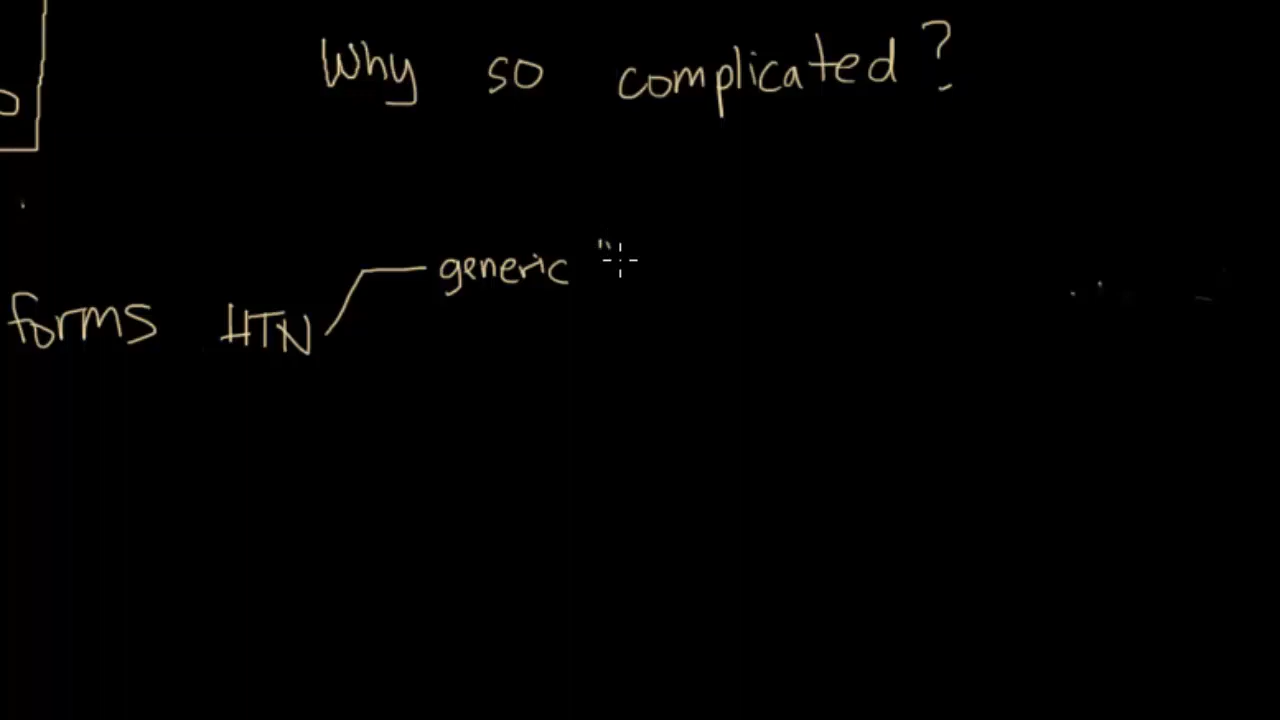 Why so complicated?
generic "
forms HTN